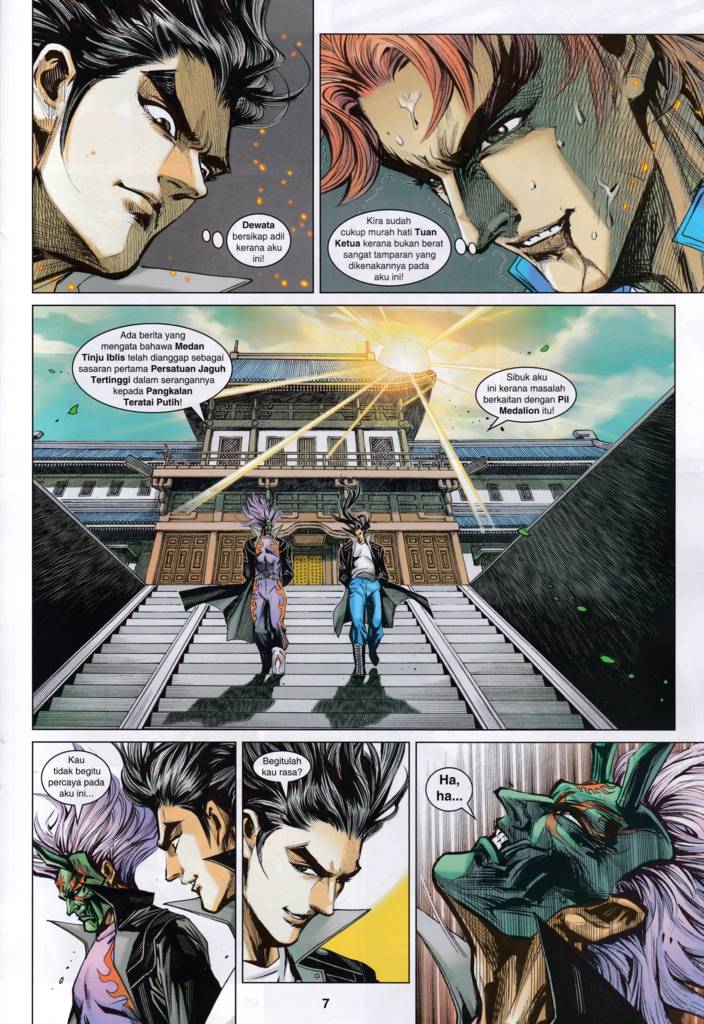 Dewata
bersikap adil
kerana aku
ini!
Kira sudah
cukup murah hati Tuan
Ketua kerana bukan berat
sangat tamparan yang
dikenakannya pada
aku ini!
Ada berita yang
mengata bahawa Medan
Tinju Iblis telah dianggap sebagai
sasaran pertama Persatuan Jaguh
Tertinggi dalam serangannya
kepada Pangkalan
Teratai Putih!
Sibuk aku
ini kerana masalah
berkaitan dengan Pil
Medalion itu!
Kau
tidak begitu
percaya pada
aku ini...
Begitulah
kau rasa?
Ha,
ha...
7